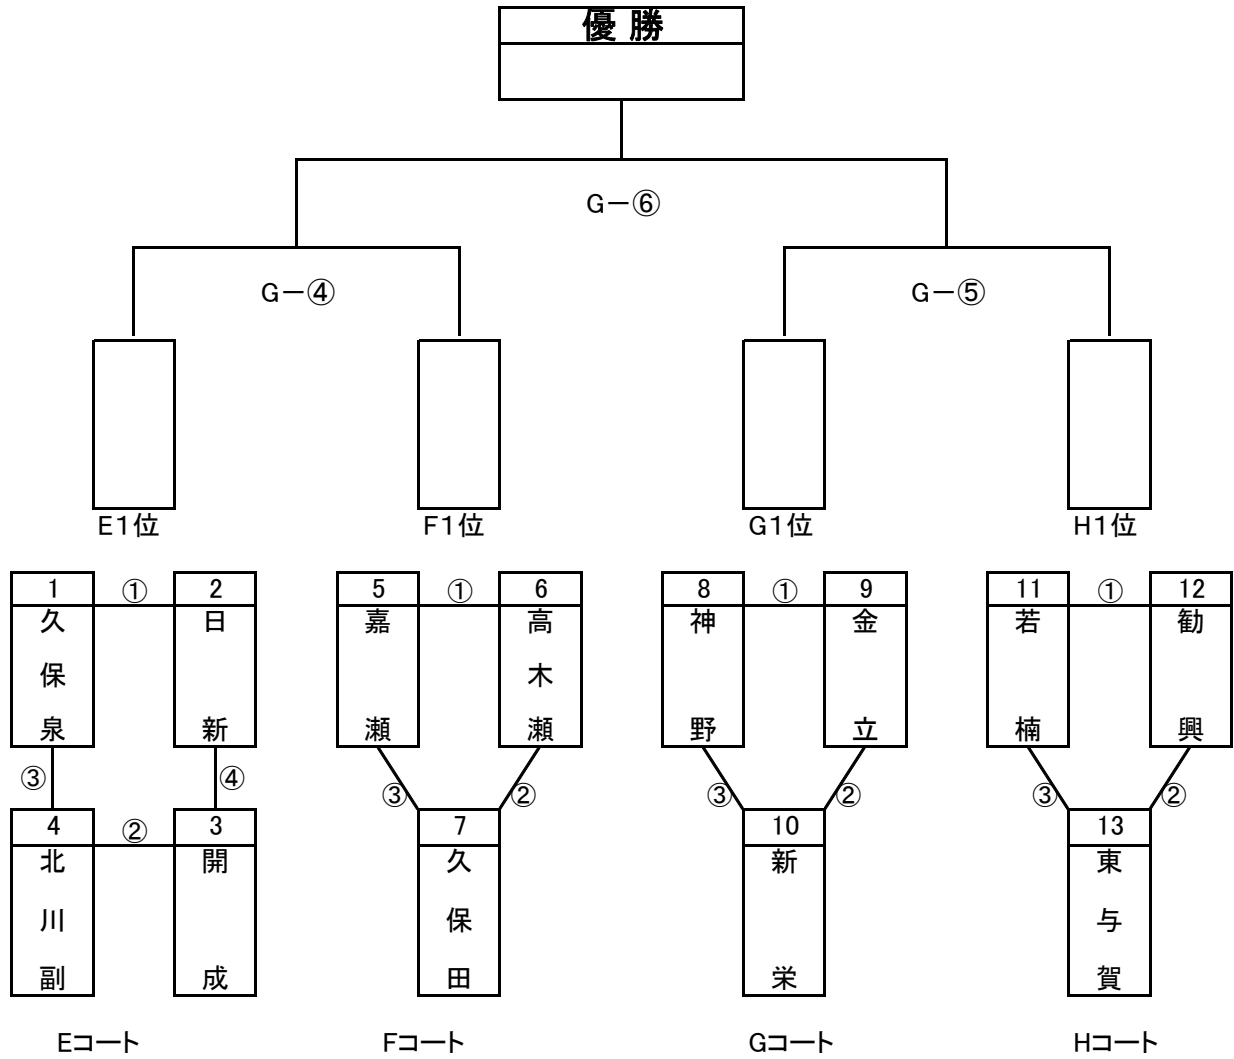 優 勝
G－⑥
G－④ G－⑤
E１位 F１位 G１位 H１位
1 ① 2 5 ① 6 8 ① 9 11 ① 12
久保泉 日新 嘉瀬 高木瀬 神野 金立 若楠 勧興
③ ④ ③ ② ③ ② ③ ②
4 ② 3 7 10 13
北川副 開成 久保田 新栄 東与賀
Eコート Fコート Gコート Hコート